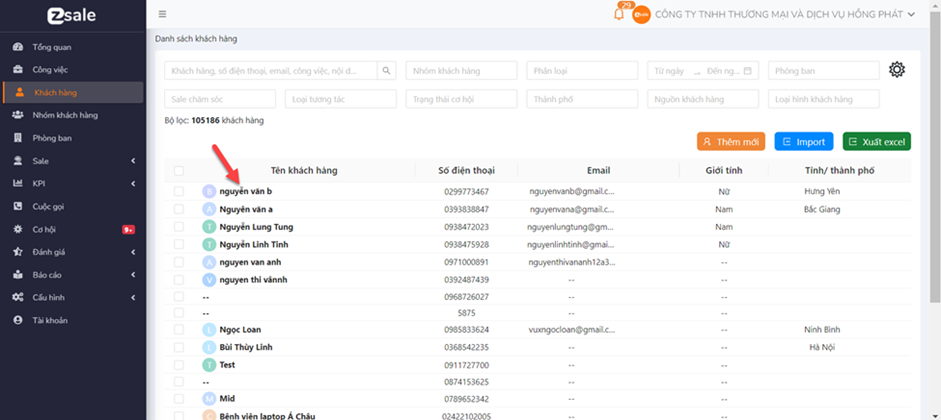 zsale
Tổng quan
Công việc
Khách hàng
Nhóm khách hàng
Phòng ban
Sale
KPI
Cuộc gọi
Cơ hội 9+
Đánh giá
Báo cáo
Cấu hình
Tài khoản
29 zsale CÔNG TY TNHH THƯƠNG MẠI VÀ DỊCH VỤ HỒNG PHÁT
Danh sách khách hàng
Khách hàng, số điện thoại, email, công việc, nội d... Nhóm khách hàng Phân loại Từ ngày Đến ng... Phòng ban
Sale chăm sóc Loại tương tác Trạng thái cơ hội Thành phố Nguồn khách hàng Loại hình khách hàng
Bộ lọc: 105186 khách hàng
Thêm mới Import Xuất excel
Tên khách hàng Số điện thoại Email Giới tính Tỉnh/ thành phố
B nguyễn văn b 0299773467 nguyenvanb@gmail.c... Nữ Hưng Yên
A Nguyễn văn a 0393838847 nguyenvana@gmail.c... Nam Bắc Giang
T Nguyễn Lung Tung 0938472023 nguyenlungtung@gm... Nam
T Nguyễn Linh Tinh 0938475928 nguyenlinhtinh@gmai... Nữ
A nguyen van anh 0971000891 nguyenthivananh12a3... --
V nguyen thi vânnh 0392487439 -- --
-- 0968726027 -- --
-- 5875 -- --
L Ngọc Loan 0985833624 vuxngocloan@gmail.c... -- Ninh Bình
L Bùi Thùy Linh 0368542235 -- -- Hà Nội
T Test 0911727700 -- --
-- 0874153625 -- --
M Mid 0789652342 -- --
C Bệnh viện laptop Á Châu 02422102005 -- --